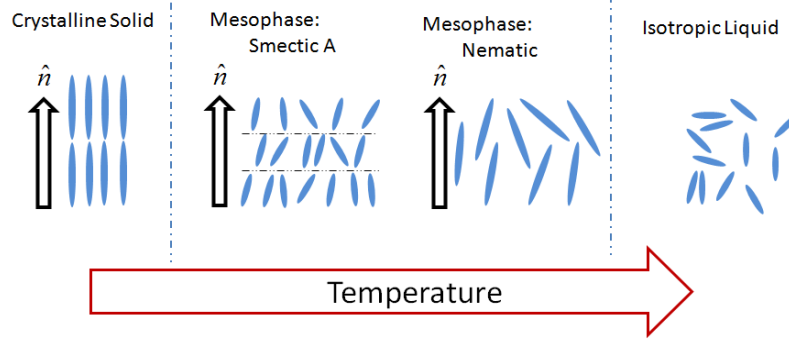 Crystalline Solid
Mesophase:
Smectic A
Mesophase:
Nematic
Isotropic Liquid
n̂
n̂
n̂
Temperature